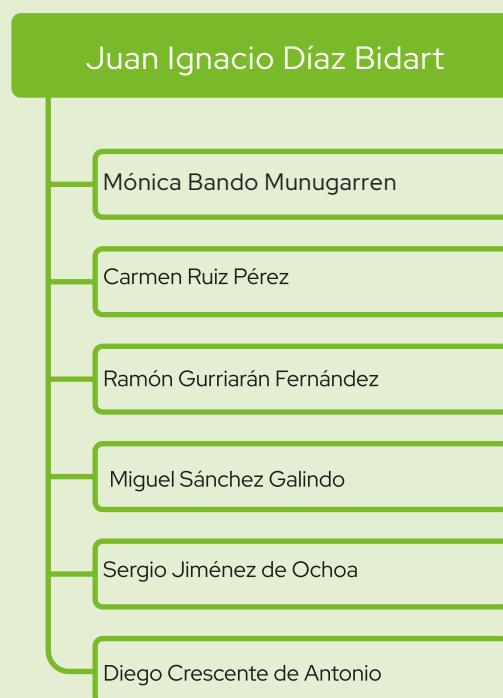 Juan Ignacio Díaz Bidart
Mónica Bando Munugarren
Carmen Ruiz Pérez
Ramón Gurriarán Fernández
Miguel Sánchez Galindo
Sergio Jiménez de Ochoa
Diego Crescente de Antonio